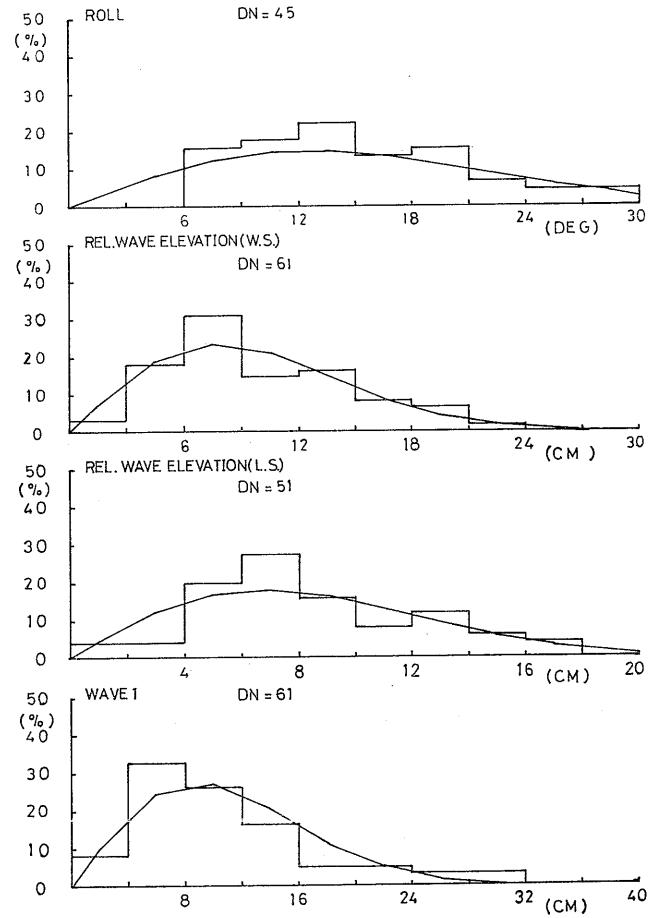 50 ROLL DN=45
(%)
40
30
20
10
0
6 12 18 24 30
(DEG)
50 REL.WAVE ELEVATION(W.S.)
(%) DN=61
40
30
20
10
0
6 12 18 24 30
(CM)
50 REL.WAVE ELEVATION(L.S.)
(%) DN=51
40
30
20
10
0
4 8 12 16 20
(CM)
50 WAVE 1 DN=61
(%)
40
30
20
10
0
8 16 24 32 40
(CM)